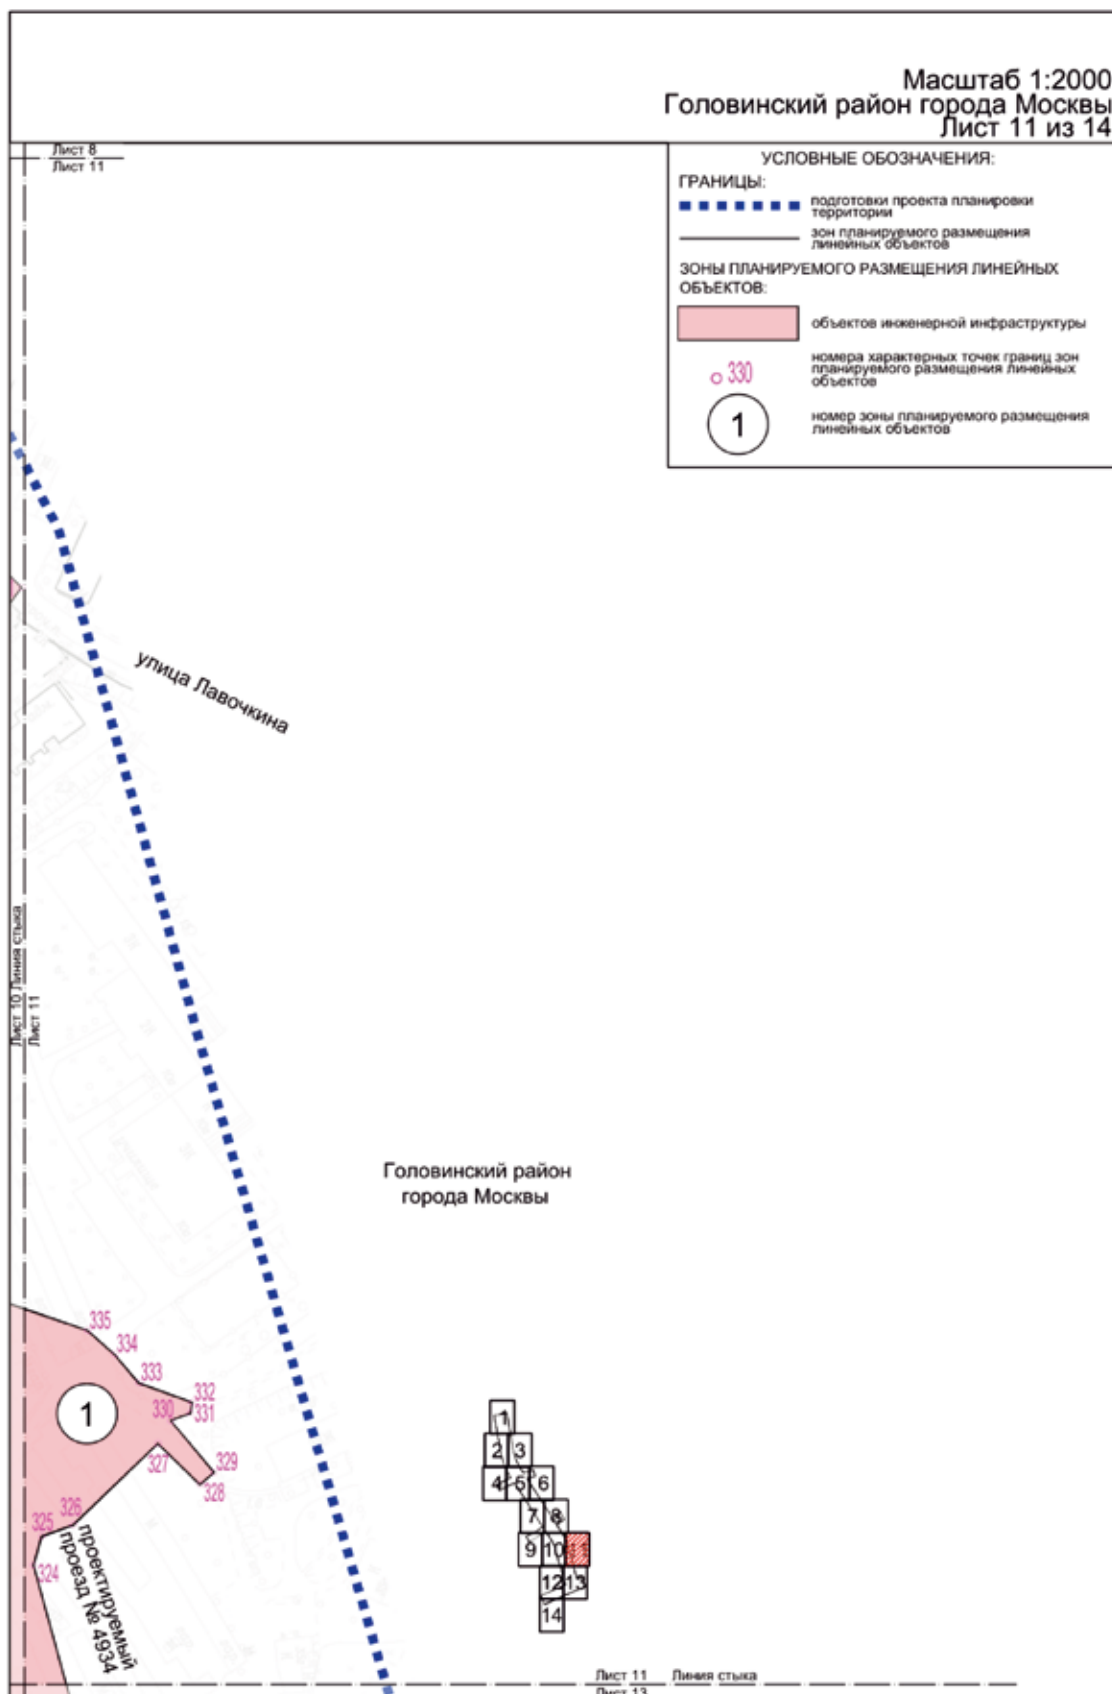 Масштаб 1:2000
Головинский район города Москвы
Лист 11 из 14
Лист 8
Лист 11
УСЛОВНЫЕ ОБОЗНАЧЕНИЯ:
ГРАНИЦЫ:
подготовки проекта планировки
территории
зон планируемого размещения
линейных объектов
ЗОНЫ ПЛАНИРУЕМОГО РАЗМЕЩЕНИЯ ЛИНЕЙНЫХ
ОБЪЕКТОВ:
объектов инженерной инфраструктуры
330
номера характерных точек границ зон
планируемого размещения линейных
объектов
1
номер зоны планируемого размещения
линейных объектов
улица Лавочкина
Лист 10 Линия стыка
Лист 11
Головинский район
города Москвы
335
334
333
332
331
330
1
329
328
327
326
325
324
проектируемый
проезд № 4934
1
2 3
4 5 6
7 8
9 10 11
12 13
14
Лист 11 Линия стыка
Лист 13